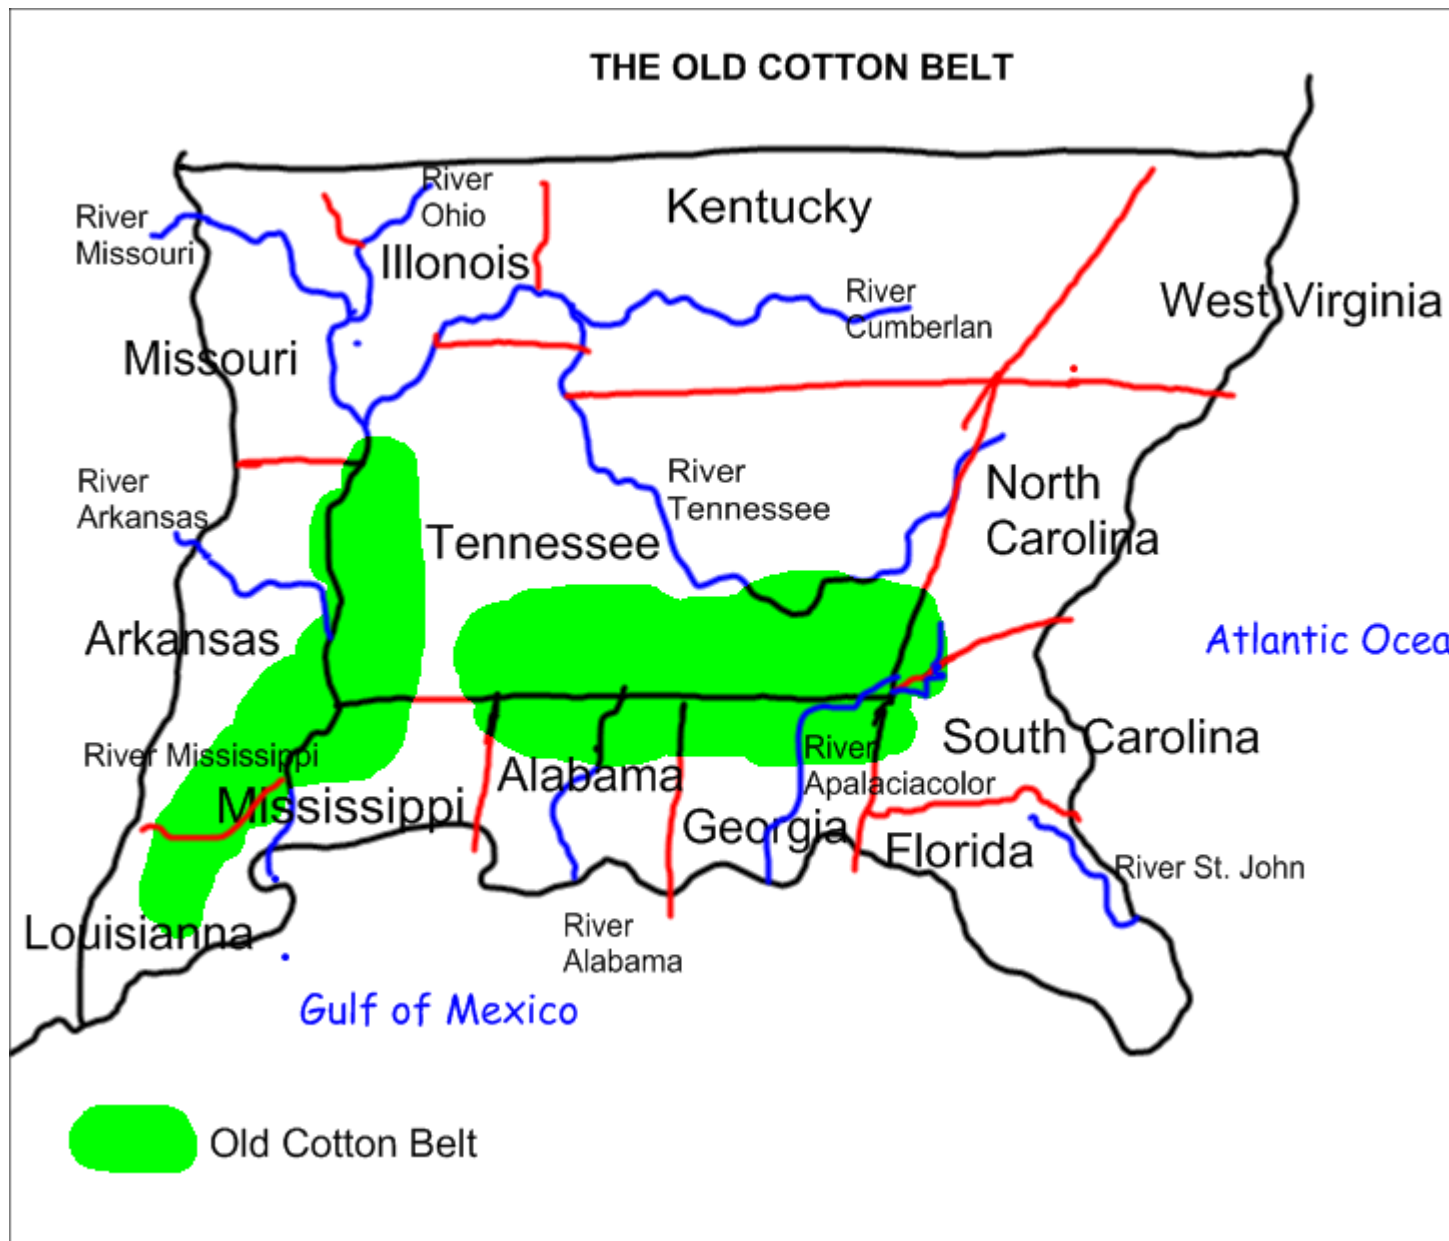 THE OLD COTTON BELT
River
Ohio
Kentucky
River
Missouri
Illonois
River
Cumberlan
West Virginia
Missouri
River
Tennessee
River
Arkansas
North
Carolina
Tennessee
Arkansas
Atlantic Ocea
River Mississippi
River
Apalaciacolor
South Carolina
Alabama
Mississippi
Georgia
Florida
River St. John
Louisianna
River
Alabama
Gulf of Mexico
Old Cotton Belt